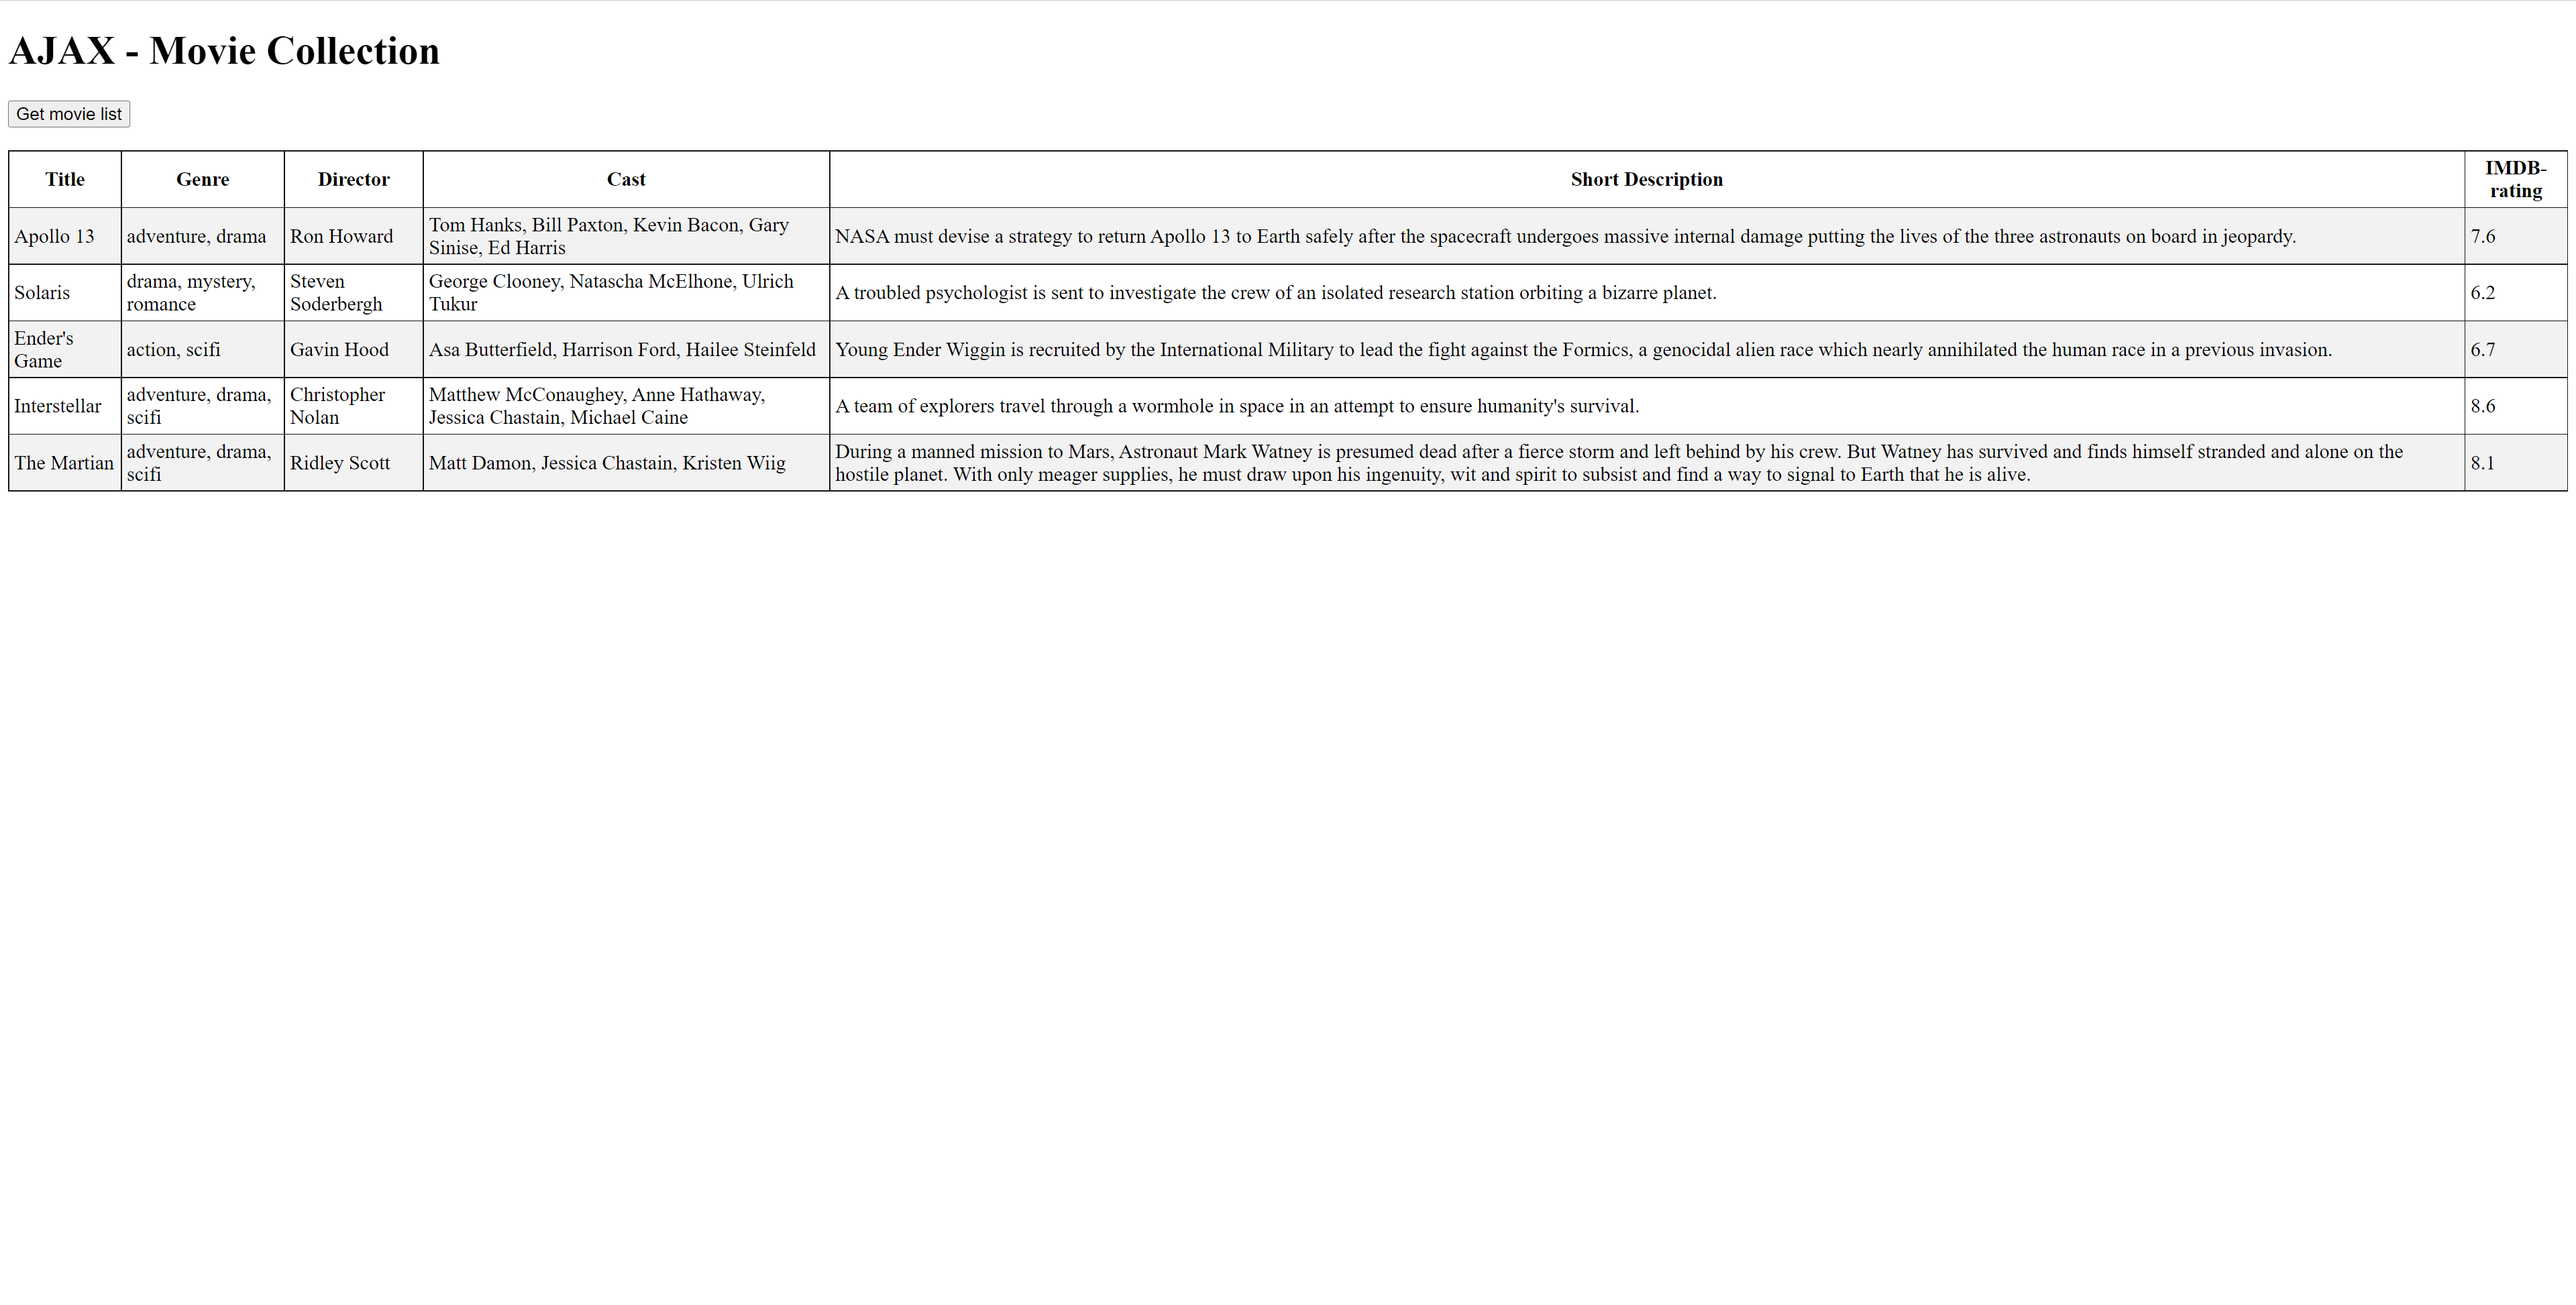 AJAX - Movie Collection
Get movie list
Title Genre Director Cast Short Description IMDB-
rating
Apollo 13 adventure, drama Ron Howard Tom Hanks, Bill Paxton, Kevin Bacon, Gary
Sinise, Ed Harris NASA must devise a strategy to return Apollo 13 to Earth safely after the spacecraft undergoes massive internal damage putting the lives of the three astronauts on board in jeopardy. 7.6
Solaris drama, mystery,
romance Steven
Soderbergh George Clooney, Natascha McElhone, Ulrich
Tukur A troubled psychologist is sent to investigate the crew of an isolated research station orbiting a bizarre planet. 6.2
Ender's
Game action, scifi Gavin Hood Asa Butterfield, Harrison Ford, Hailee Steinfeld Young Ender Wiggin is recruited by the International Military to lead the fight against the Formics, a genocidal alien race which nearly annihilated the human race in a previous invasion. 6.7
Interstellar adventure, drama,
scifi Christopher
Nolan Matthew McConaughey, Anne Hathaway,
Jessica Chastain, Michael Caine A team of explorers travel through a wormhole in space in an attempt to ensure humanity's survival. 8.6
The Martian adventure, drama,
scifi Ridley Scott Matt Damon, Jessica Chastain, Kristen Wiig During a manned mission to Mars, Astronaut Mark Watney is presumed dead after a fierce storm and left behind by his crew. But Watney has survived and finds himself stranded and alone on the
hostile planet. With only meager supplies, he must draw upon his ingenuity, wit and spirit to subsist and find a way to signal to Earth that he is alive. 8.1